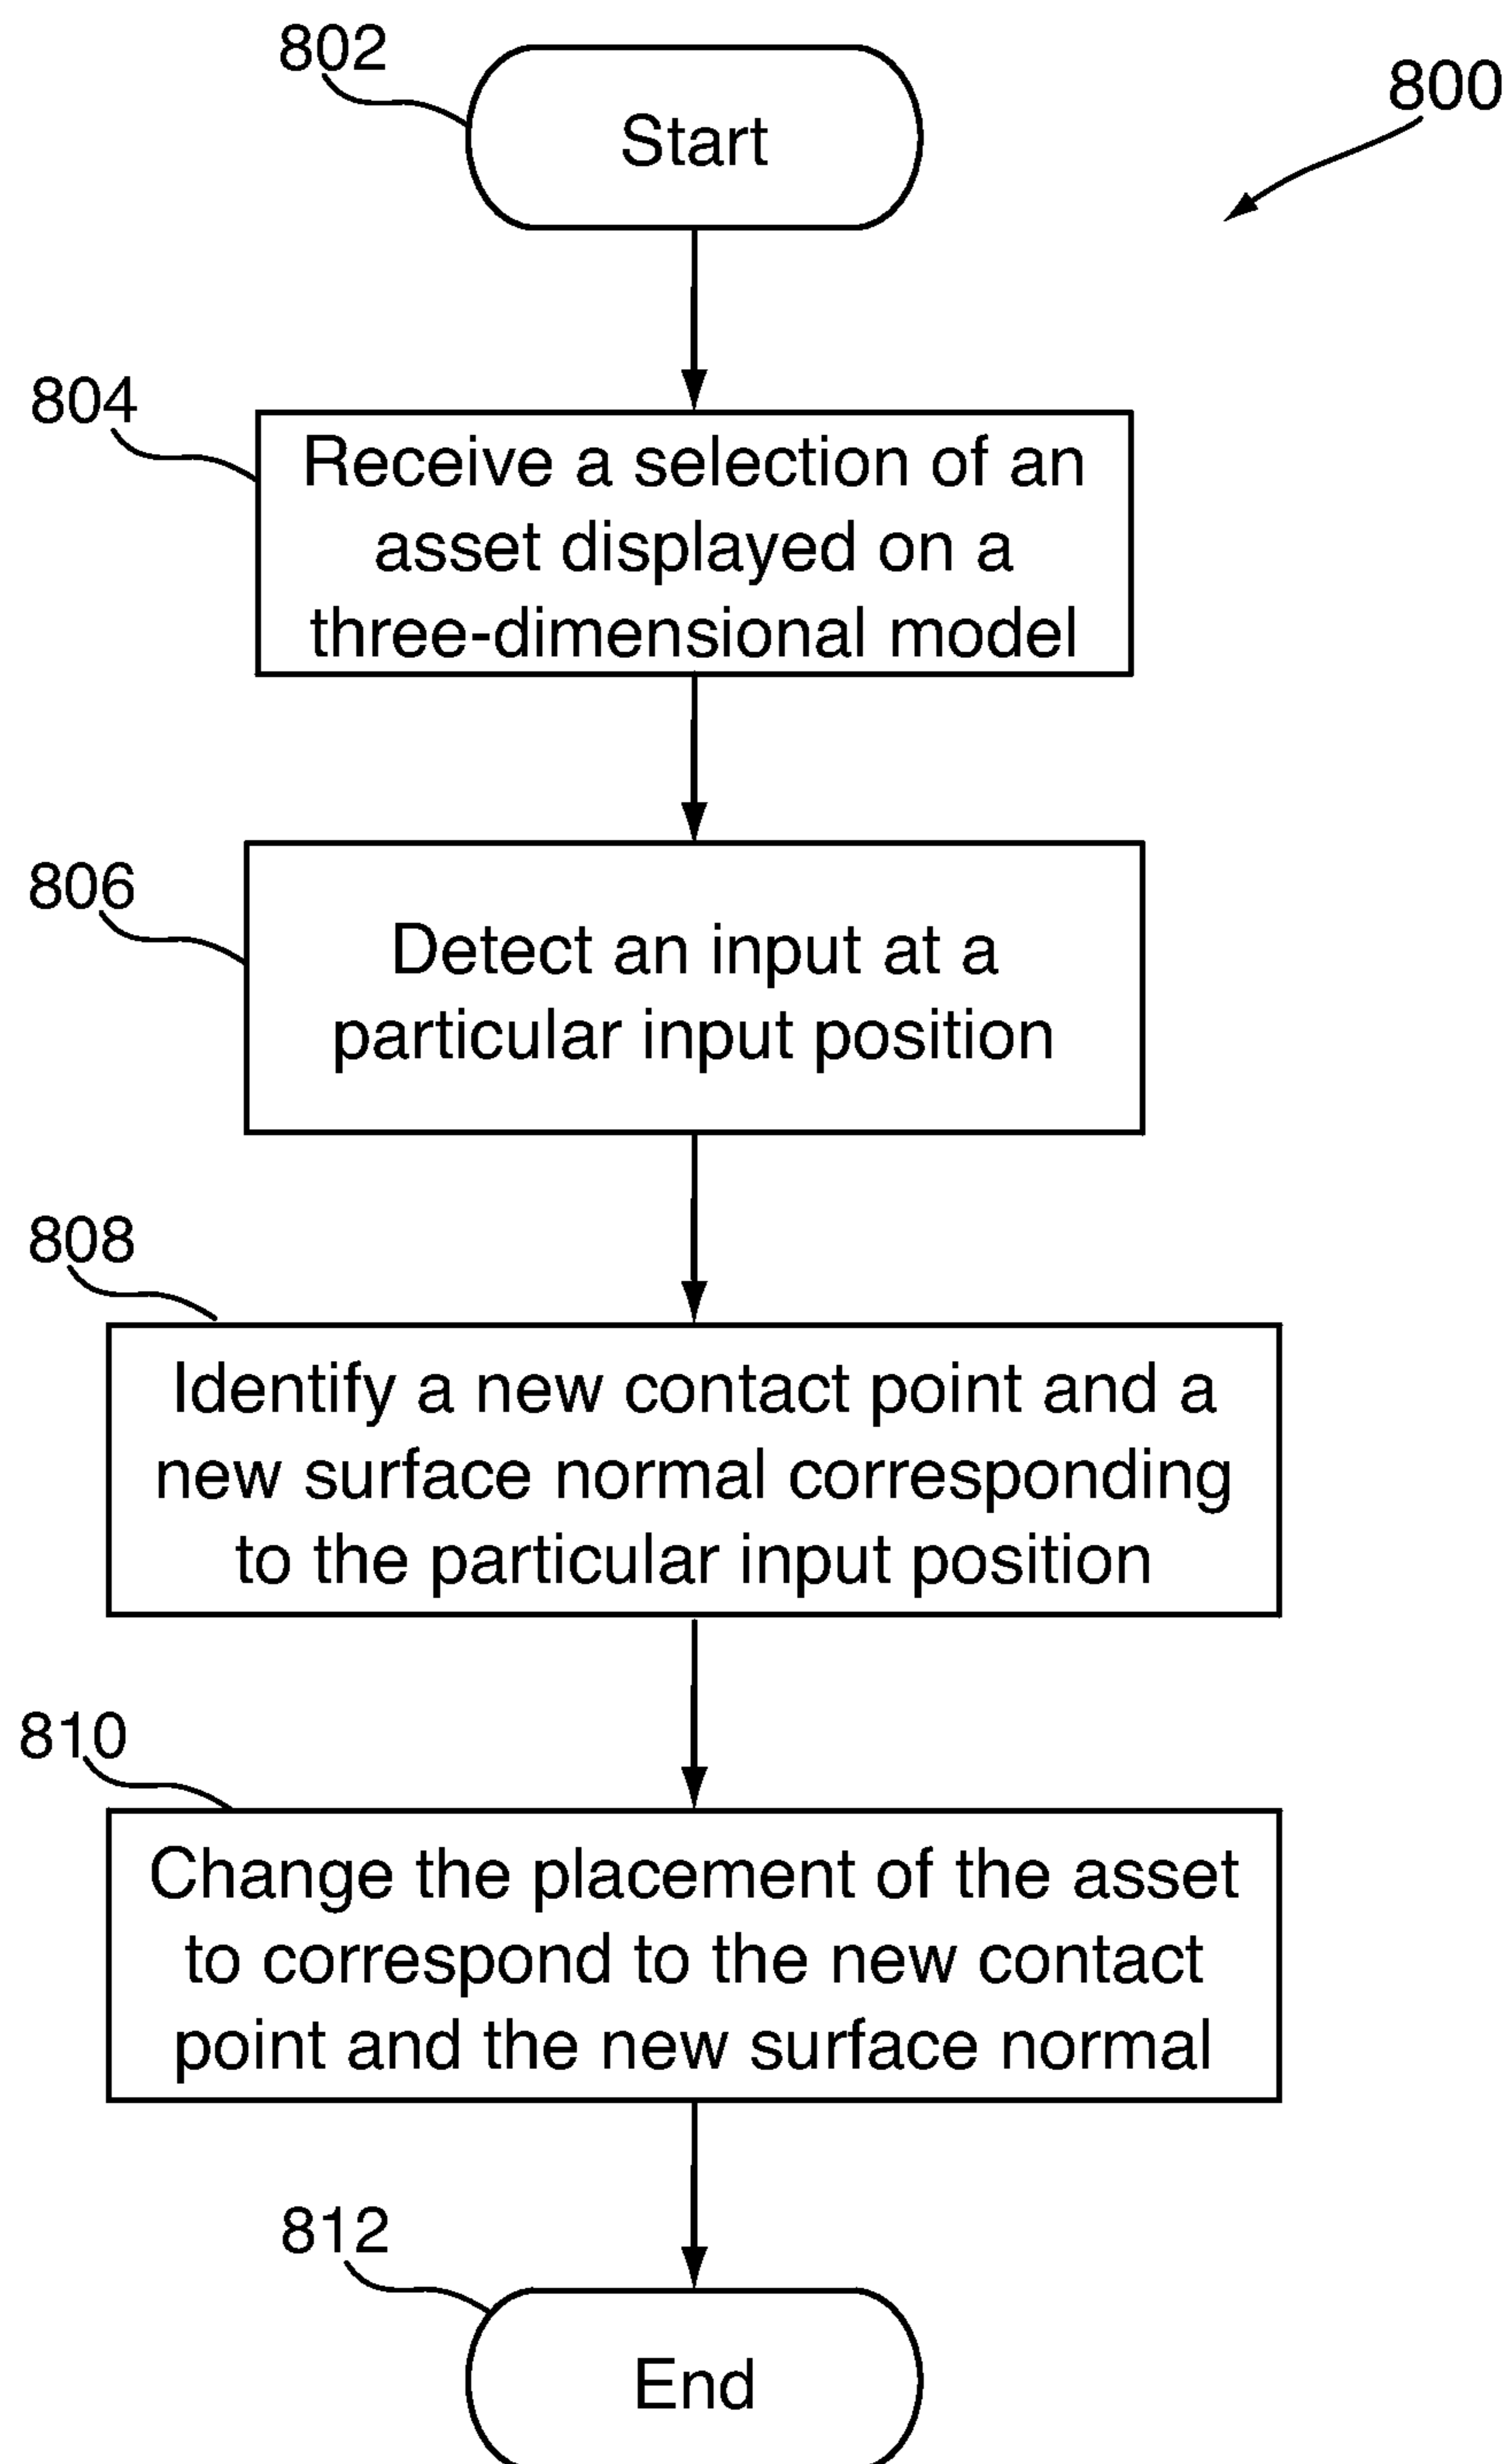 802
Start
800
804
Receive a selection of an
asset displayed on a
three-dimensional model
806
Detect an input at a
particular input position
808
Identify a new contact point and a
new surface normal corresponding
to the particular input position
810
Change the placement of the asset
to correspond to the new contact
point and the new surface normal
812
End